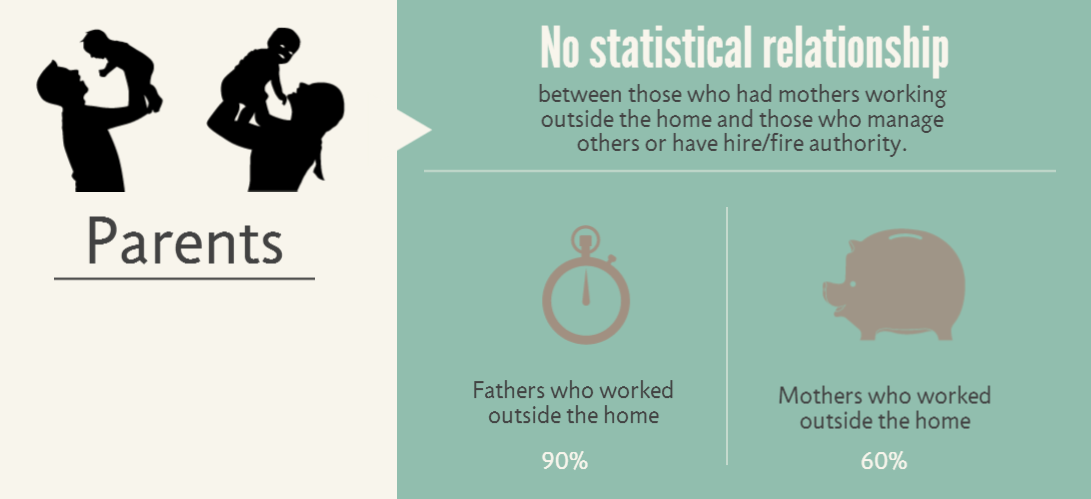 Parents
No statistical relationship
between those who had mothers working
outside the home and those who manage
others or have hire/fire authority.
Fathers who worked
outside the home
90%
Mothers who worked
outside the home
60%